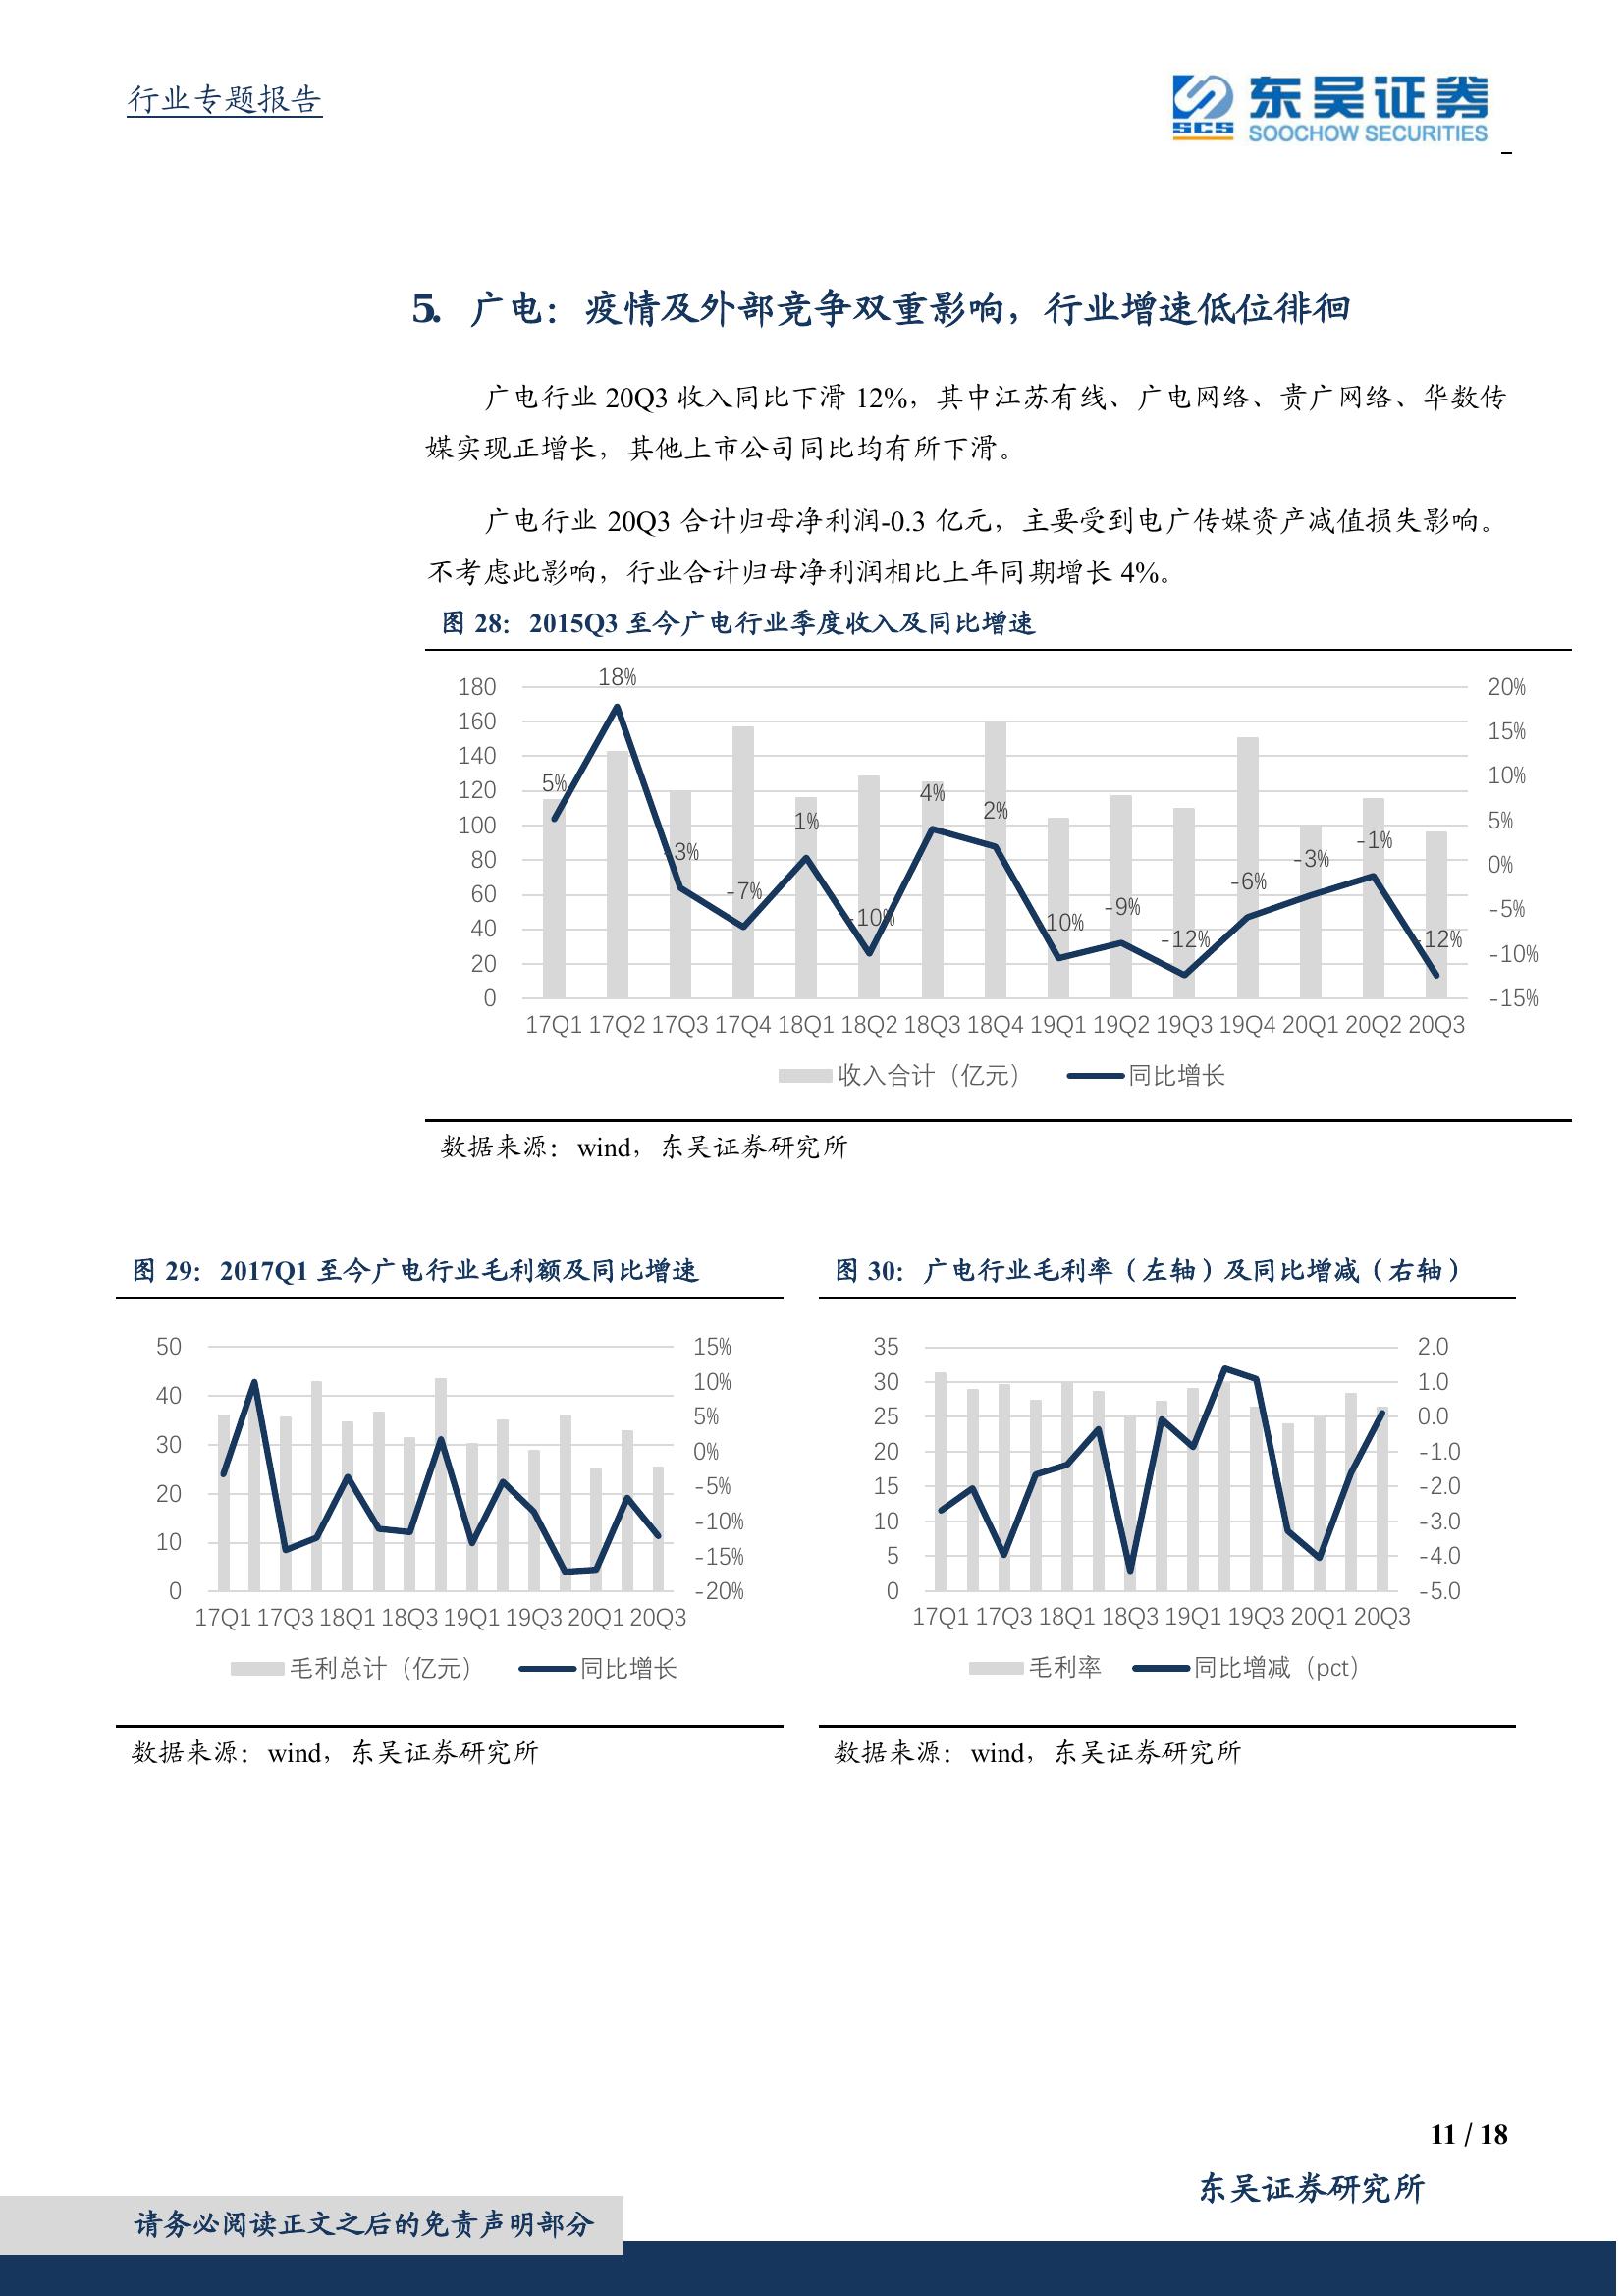 行业专题报告
SCS 东吴证券
SOOCHOW SECURITIES
5. 广电：疫情及外部竞争双重影响，行业增速低位徘徊
广电行业 20Q3 收入同比下滑 12%，其中江苏有线、广电网络、贵广网络、华数传
媒实现正增长，其他上市公司同比均有所下滑。
广电行业 20Q3 合计归母净利润-0.3 亿元，主要受到电广传媒资产减值损失影响。
不考虑此影响，行业合计归母净利润相比上年同期增长 4%。
图 28： 2015Q3 至今广电行业季度收入及同比增速
180
160
140
120
100
80
60
40
20
0
5%
18%
-3%
-7%
1%
-10%
4%
2%
-10%
-9%
-12%
-6%
-3%
-1%
-12%
20%
15%
10%
5%
0%
-5%
-10%
-15%
17Q1 17Q2 17Q3 17Q4 18Q1 18Q2 18Q3 18Q4 19Q1 19Q2 19Q3 19Q4 20Q1 20Q2 20Q3
收入合计（亿元） 同比增长
数据来源：wind，东吴证券研究所
图 29： 2017Q1 至今广电行业毛利额及同比增速
50
40
30
20
10
0
15%
10%
5%
0%
-5%
-10%
-15%
-20%
17Q1 17Q3 18Q1 18Q3 19Q1 19Q3 20Q1 20Q3
毛利总计（亿元） 同比增长
数据来源：wind，东吴证券研究所
图 30： 广电行业毛利率（左轴）及同比增减（右轴）
35
30
25
20
15
10
5
0
2.0
1.0
0.0
-1.0
-2.0
-3.0
-4.0
-5.0
17Q1 17Q3 18Q1 18Q3 19Q1 19Q3 20Q1 20Q3
毛利率 同比增减（pct）
数据来源：wind，东吴证券研究所
11 / 18
东吴证券研究所
请务必阅读正文之后的免责声明部分